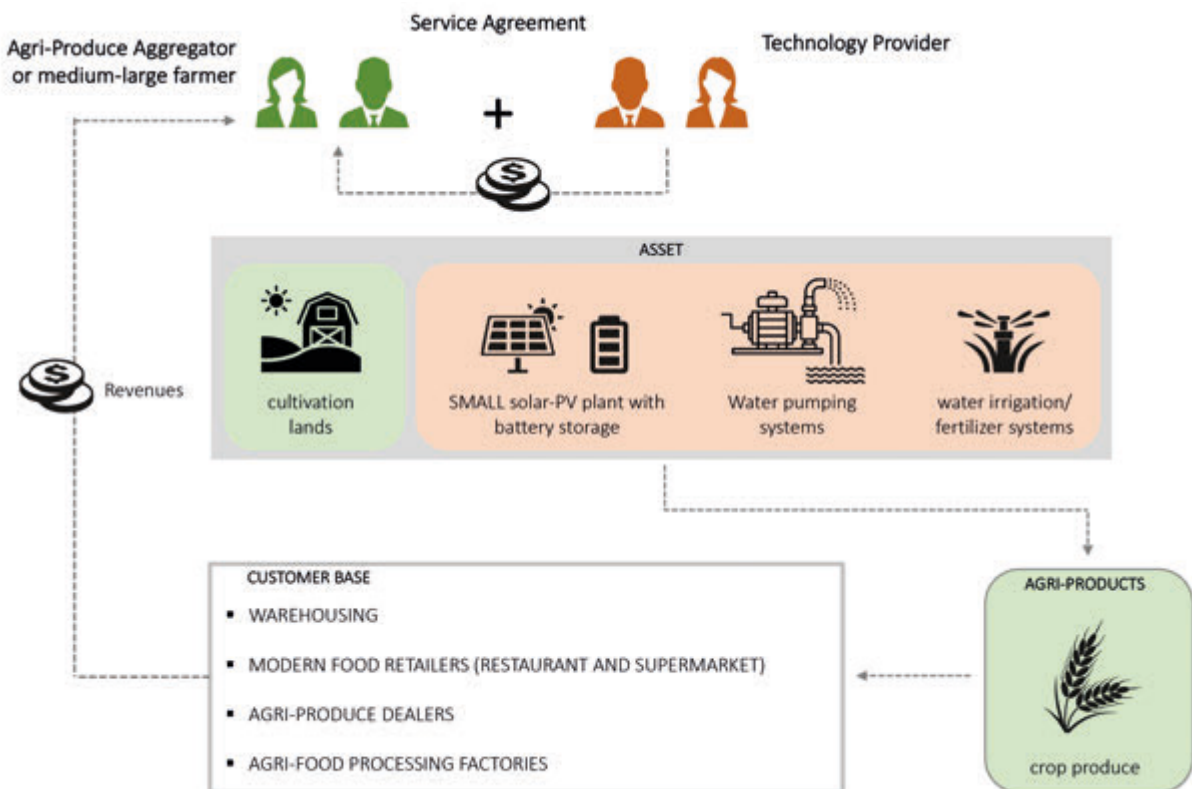 Service Agreement
Agri-Produce Aggregator
or medium-large farmer
Technology Provider
+
$
ASSET
cultivation
lands
SMALL solar-PV plant with
battery storage
Water pumping
systems
water irrigation/
fertilizer systems
$
Revenues
CUSTOMER BASE
▪ WAREHOUSING
▪ MODERN FOOD RETAILERS (RESTAURANT AND SUPERMARKET)
▪ AGRI-PRODUCE DEALERS
▪ AGRI-FOOD PROCESSING FACTORIES
AGRI-PRODUCTS
crop produce